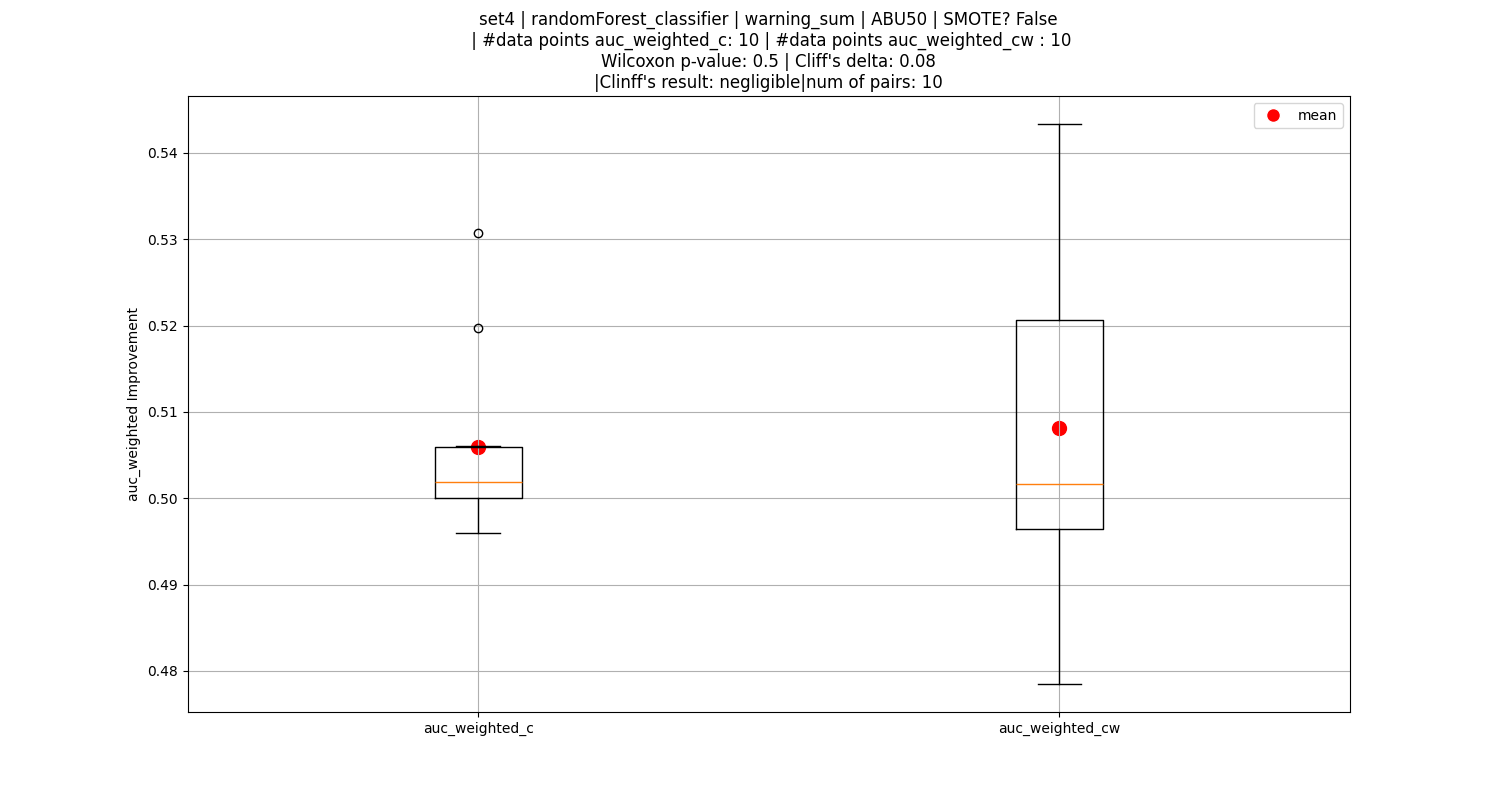 set4 | randomForest_classifier | warning_sum | ABU50 | SMOTE? False
| #data points auc_weighted_c: 10 | #data points auc_weighted_cw : 10
Wilcoxon p-value: 0.5 | Cliff's delta: 0.08
|Clinff's result: negligible|num of pairs: 10
mean
auc_weighted Improvement
0.54
0.53
0.52
0.51
0.50
0.49
0.48
auc_weighted_c
auc_weighted_cw